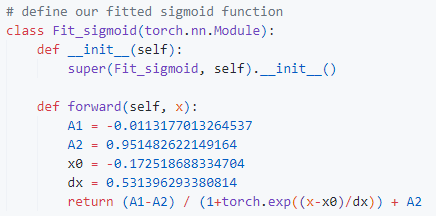 # define our fitted sigmoid function
class Fit_sigmoid(torch.nn.Module):
    def __init__(self):
        super(Fit_sigmoid, self).__init__()

    def forward(self, x):
        A1 = -0.0113177013264537
        A2 = 0.951482622149164
        x0 = -0.172518688334704
        dx = 0.531396293380814
        return (A1-A2) / (1+torch.exp((x-x0)/dx)) + A2